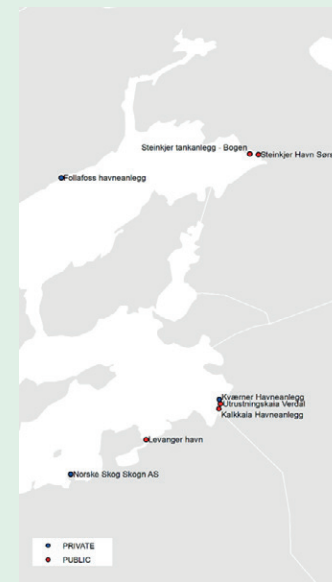 Steinkjer tankanlegg - Bogen
Steinkjer Havn Søre
Follafoss havneanlegg
Kværner Havneanlegg
Utrustningskaia Verdal
Kalkkaia Havneanlegg
Levanger havn
Norske Skog Skogn AS
PRIVATE
PUBLIC